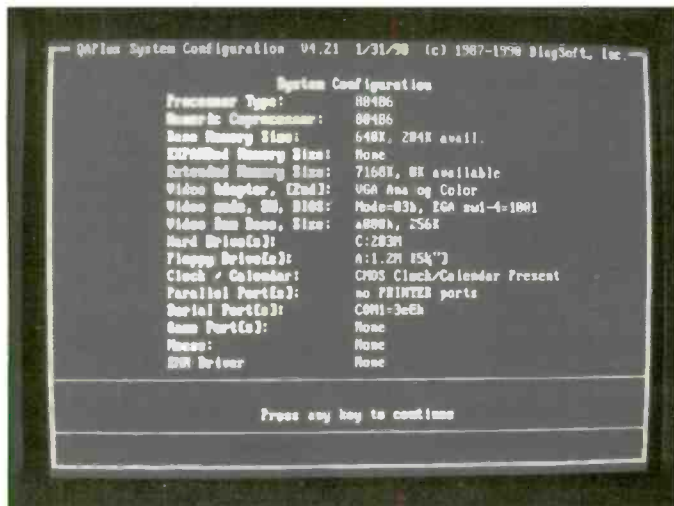 QAPlus System Configuration V4.21 1/31/90 (c) 1987-1990 DiagSoft, Inc.
System Configuration
Processor Type: 80486
Numeric Coprocessor: 80486
Base Memory Size: 640K, 204K avail.
EXPANDed Memory Size: None
Extended Memory Size: 7168K, 0K available
Video Adapter, [2nd]: VGA Ana og Color
Video mode, SW, BIOS: Mode=03h, EGA sw1-4=1001
Video Ram Base, Size: a000h, 256K
Hard Drive[s]: C:203M
Floppy Drive[s]: A:1.2M [5¼"]
Clock / Calendar: CMOS Clock/Calendar Present
Parallel Port[s]: no PRINTER ports
Serial Port[s]: COM1=3e8h
Game Port[s]: None
Mouse: None
EMM Driver None
Press any key to continue